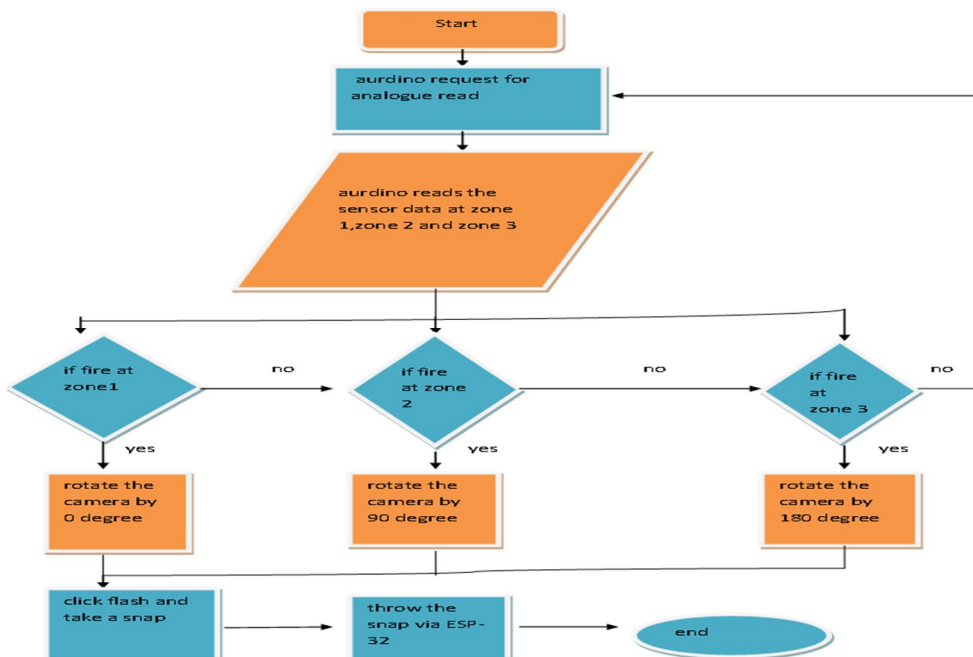 Start
aurdino request for
analogue read
aurdino reads the
sensor data at zone
1,zone 2 and zone 3
if fire at
zone1
no
if fire
at zone
2
no
if fire
at
zone 3
no
yes
yes
yes
rotate the
camera by
0 degree
rotate the
camera by
90 degree
rotate the
camera by
180 degree
click flash and
take a snap
throw the
snap via ESP-
32
end